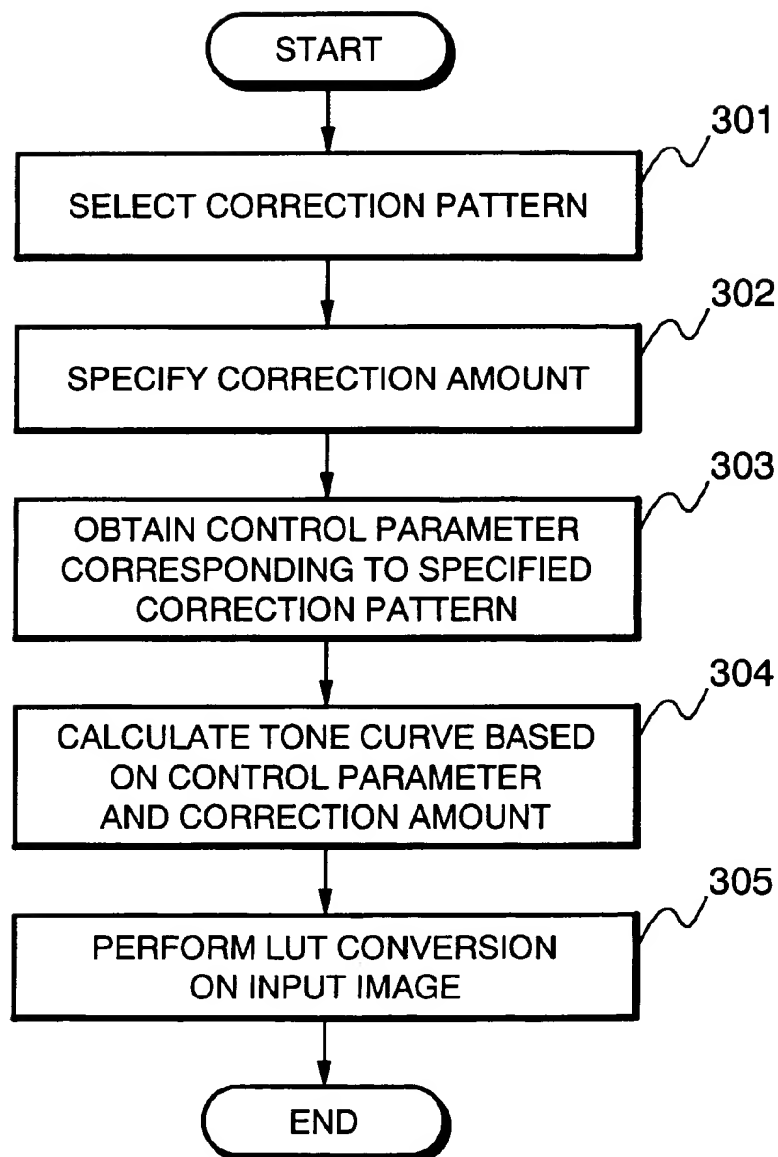 START
301
SELECT CORRECTION PATTERN
302
SPECIFY CORRECTION AMOUNT
303
OBTAIN CONTROL PARAMETER
CORRESPONDING TO SPECIFIED
CORRECTION PATTERN
304
CALCULATE TONE CURVE BASED
ON CONTROL PARAMETER
AND CORRECTION AMOUNT
305
PERFORM LUT CONVERSION
ON INPUT IMAGE
END